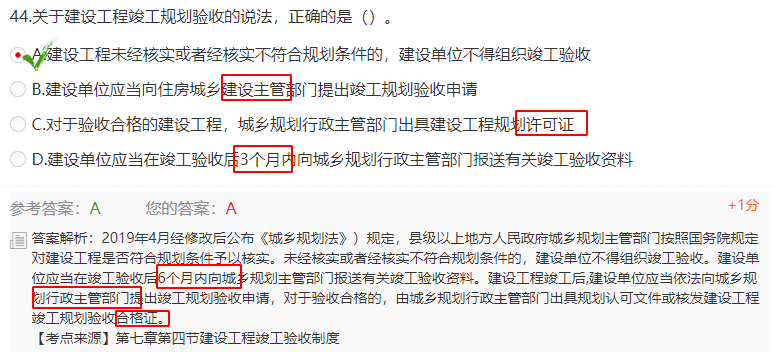 44.关于建设工程竣工规划验收的说法，正确的是（）。
A.建设工程未经核实或者经核实不符合规划条件的，建设单位不得组织竣工验收
B.建设单位应当向住房城乡建设主管部门提出竣工规划验收申请
C.对于验收合格的建设工程，城乡规划行政主管部门出具建设工程规划许可证
D.建设单位应当在竣工验收后3个月内向城乡规划行政主管部门报送有关竣工验收资料
参考答案：A 您的答案：A +1分
答案解析：2019年4月经修改后公布《城乡规划法》）规定，县级以上地方人民政府城乡规划主管部门按照国务院规定
对建设工程是否符合规划条件予以核实。未经核实或者经核实不符合规划条件的，建设单位不得组织竣工验收。建设单
位应当在竣工验收后6个月内向城乡规划主管部门报送有关竣工验收资料。建设工程竣工后,建设单位应当依法向城乡规
划行政主管部门提出竣工规划验收申请，对于验收合格的，由城乡规划行政主管部门出具规划认可文件或核发建设工程
竣工规划验收合格证。
【考点来源】第七章第四节建设工程竣工验收制度